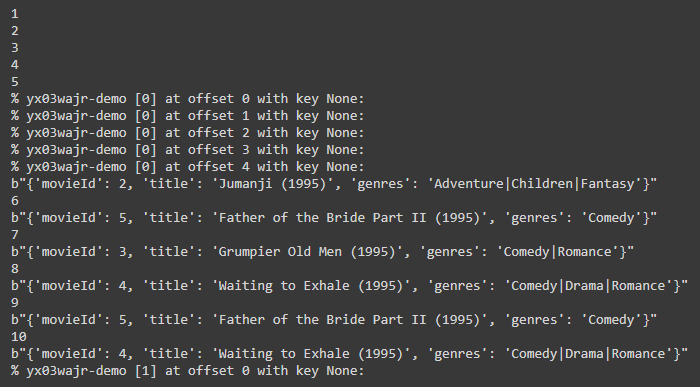 1
2
3
4
5
% yx03wajr-demo [0] at offset 0 with key None:
% yx03wajr-demo [0] at offset 1 with key None:
% yx03wajr-demo [0] at offset 2 with key None:
% yx03wajr-demo [0] at offset 3 with key None:
% yx03wajr-demo [0] at offset 4 with key None:
b"{'movieId': 2, 'title': 'Jumanji (1995)', 'genres': 'Adventure|Children|Fantasy'}"
6
b"{'movieId': 5, 'title': 'Father of the Bride Part II (1995)', 'genres': 'Comedy'}"
7
b"{'movieId': 3, 'title': 'Grumpier Old Men (1995)', 'genres': 'Comedy|Romance'}"
8
b"{'movieId': 4, 'title': 'Waiting to Exhale (1995)', 'genres': 'Comedy|Drama|Romance'}"
9
b"{'movieId': 5, 'title': 'Father of the Bride Part II (1995)', 'genres': 'Comedy'}"
10
b"{'movieId': 4, 'title': 'Waiting to Exhale (1995)', 'genres': 'Comedy|Drama|Romance'}"
% yx03wajr-demo [1] at offset 0 with key None: